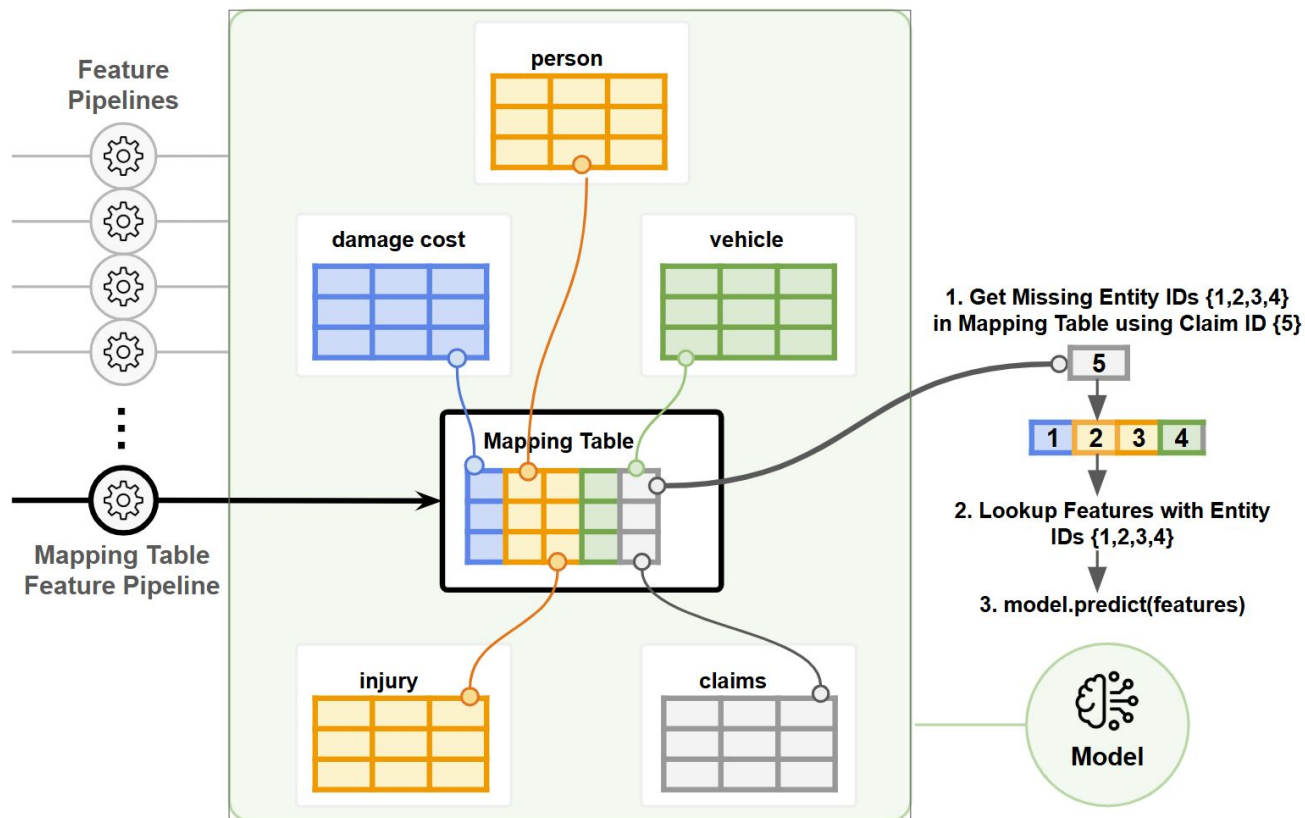 Feature
Pipelines
Mapping Table
Feature Pipeline
person
damage cost
vehicle
Mapping Table
injury
claims
1. Get Missing Entity IDs {1,2,3,4}
in Mapping Table using Claim ID {5}
5
1 2 3 4
2. Lookup Features with Entity
IDs {1,2,3,4}
3. model.predict(features)
Model